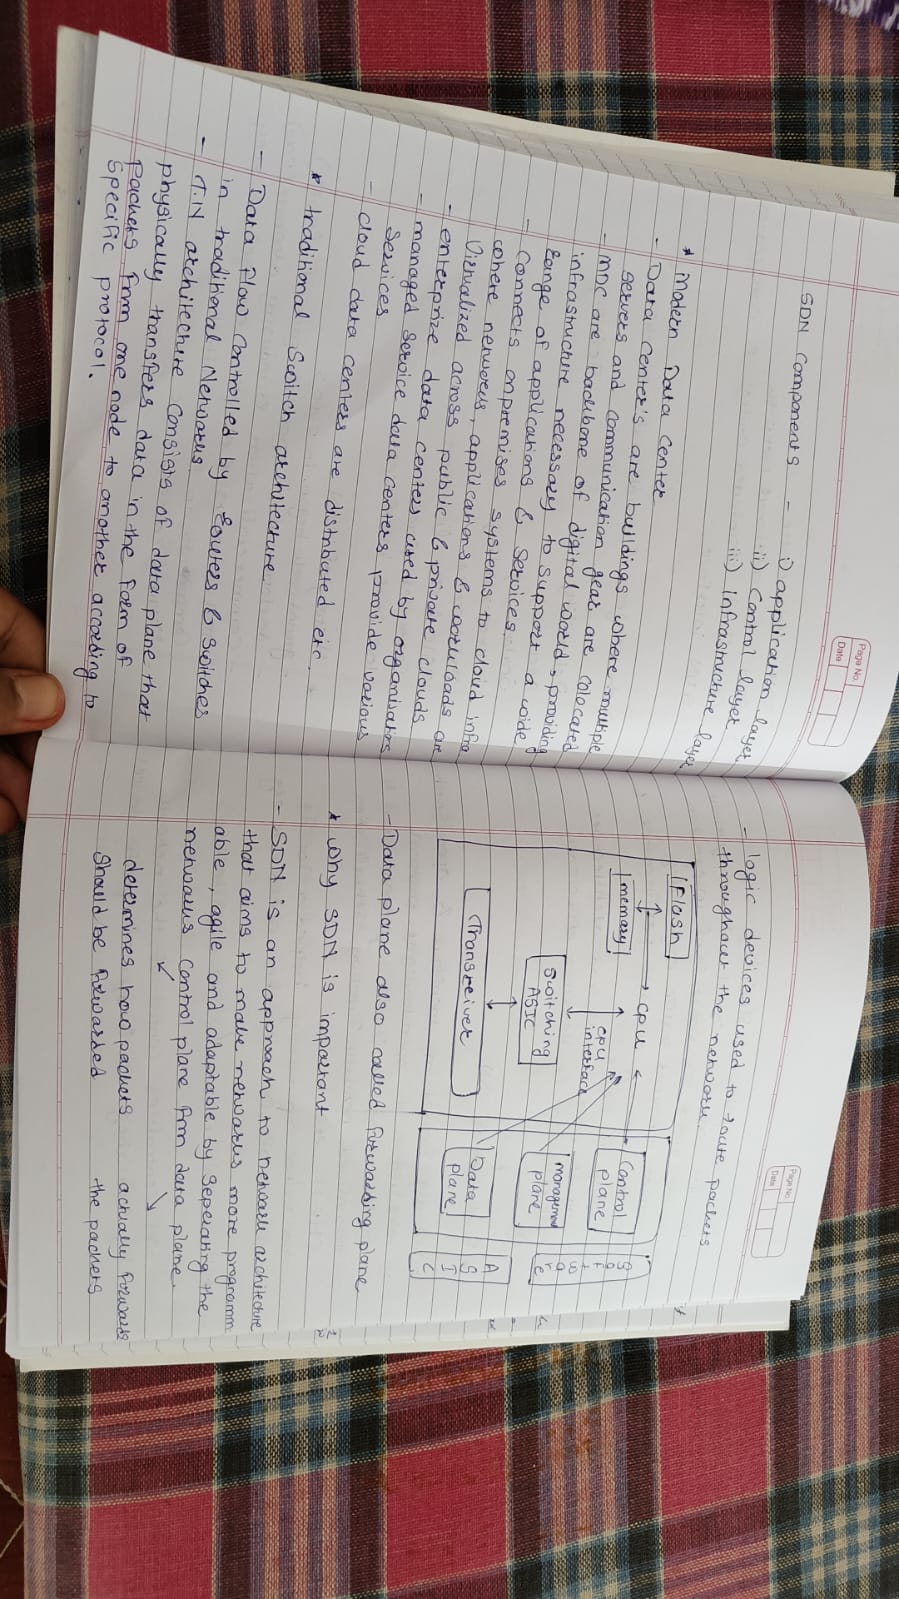 Page No.
Date
SDN Components - i) application layer
ii) Control layer
iii) infrastructure layer
* Modern Data Center
- Data Center's are buildings where multiple
servers and communication gear are colocated
- MDC are backbone of digital world, providing
infrastructure necessary to support a wide
range of applications & services.
- Connects onpremises systems to cloud infra
where networks, applications & workloads are
Virtualized across public & private clouds
- enterprize data centers used by organisations
- managed service data centers provide various
services
- cloud data centers are distributed etc.
* traditional Switch architecture
- Data flow controlled by routers & switches
in traditional Networks
- T.N architecture consists of data plane that
physically transfers data in the form of
packets from one node to another according to
specific protocol.
Page No.
Date
- logic devices used to route packets
throughout the network.
Flash
memory
CPU
cpu
interface
Switching
ASIC
Transreiver
Control
plane
management
plane
Data
plane
Software
ASIC
- Data plane also called forwarding plane
* why SDN is important
- SDN is an approach to network architecture
that aims to make networks more programm
able, agile and adaptable by seperating the
networks control plane from data plane.
determines how packets
should be forwarded
actually forwards
the packets